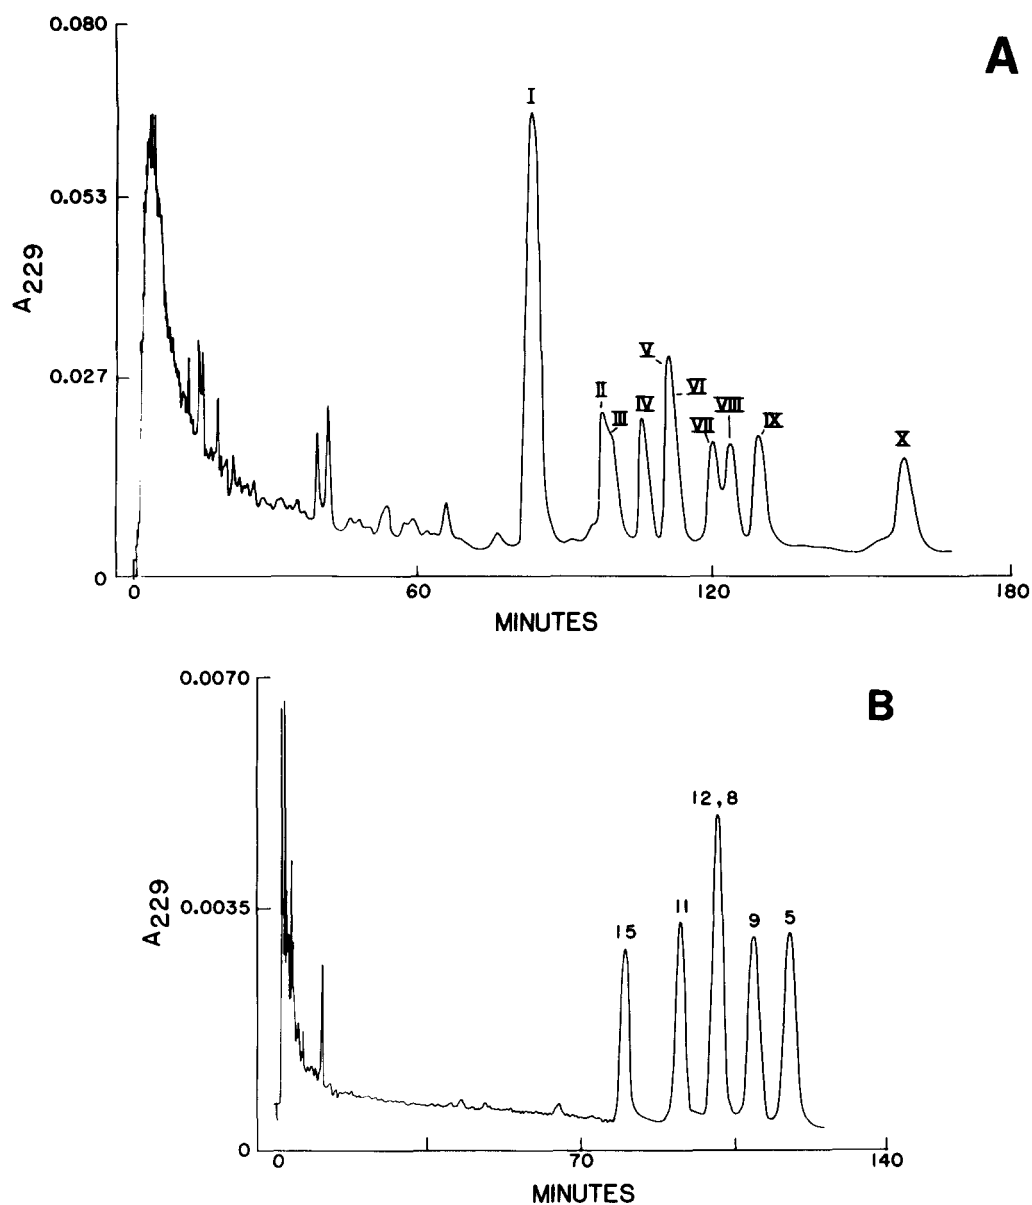 A
0.080
I
0.053
A229
V
0.027
VI
II
IV
VIII
III
VII
IX
X
0
0
60
120
180
MINUTES
0.0070
B
12,8
A229
0.0035
15
11
9
5
0
0
70
140
MINUTES